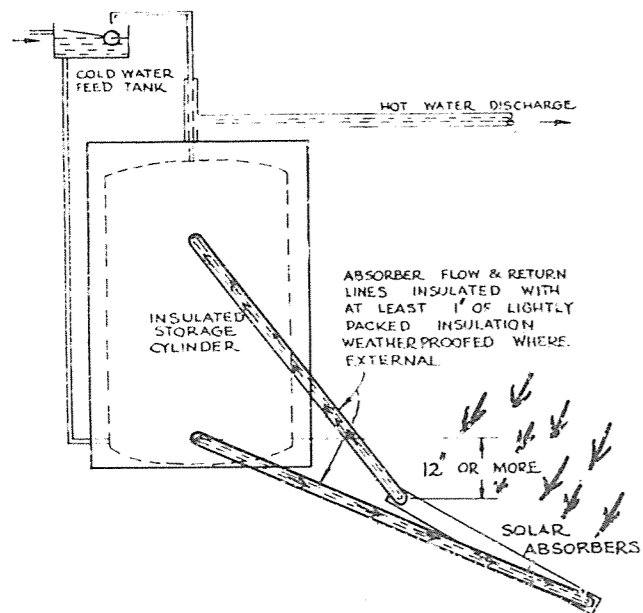 COLD WATER
FEED TANK
HOT WATER DISCHARGE
ABSORBER FLOW & RETURN
LINES INSULATED WITH
AT LEAST 1" OF LIGHTLY
PACKED INSULATION
WEATHERPROOFED WHERE.
EXTERNAL
INSULATED
STORAGE
CYLINDER
12" OR MORE
SOLAR
ABSORBERS